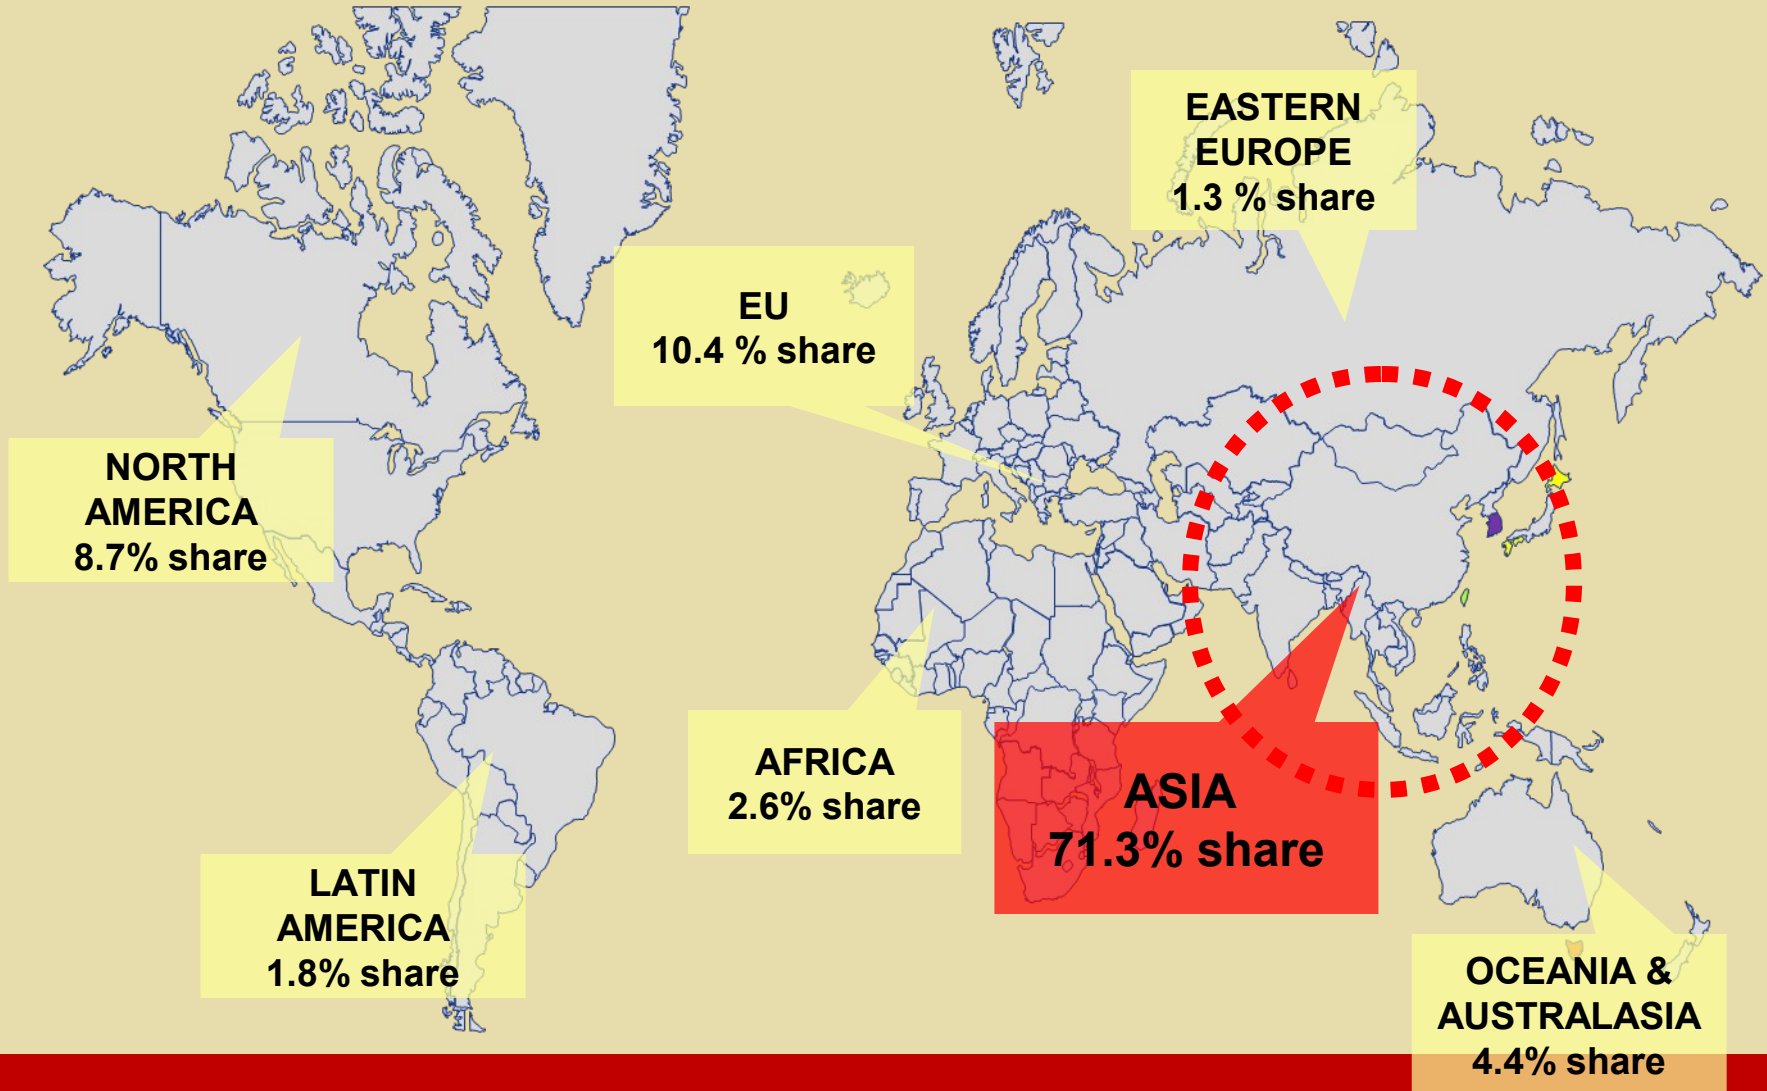 EASTERN
EUROPE
1.3 % share
EU
10.4 % share
NORTH
AMERICA
8.7% share
AFRICA
2.6% share
ASIA
71.3% share
LATIN
AMERICA
1.8% share
OCEANIA &
AUSTRALASIA
4.4% share